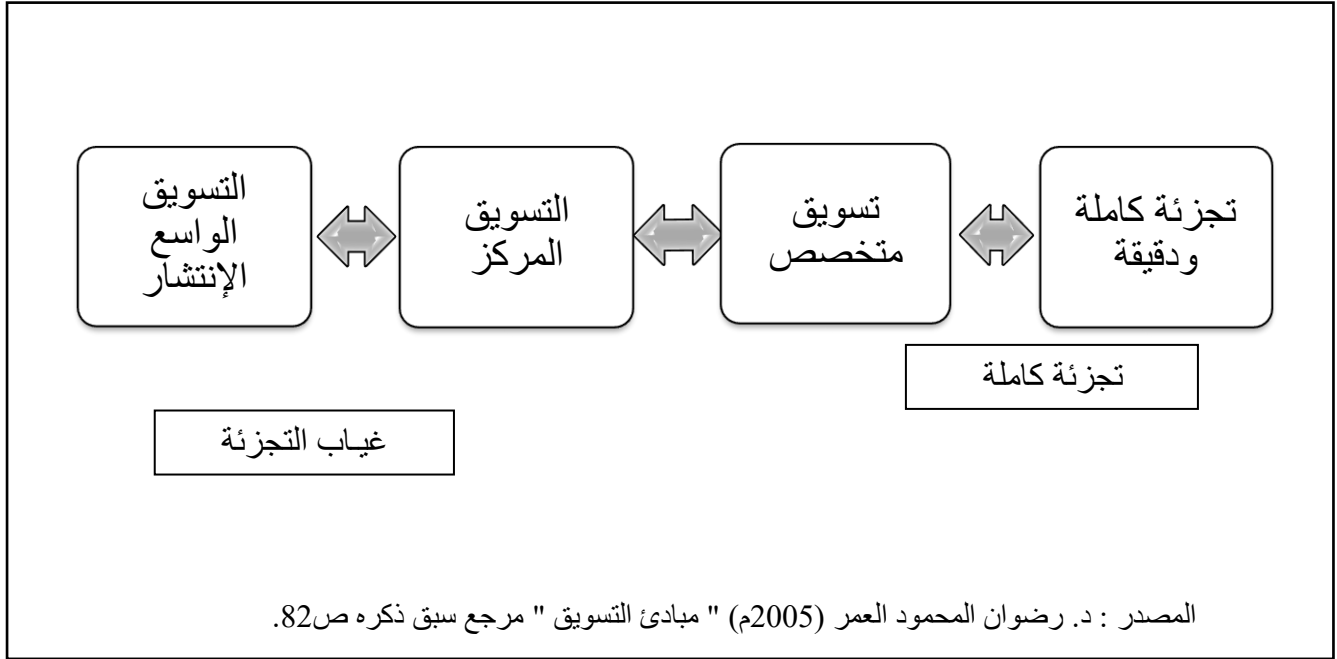 تجزئة كاملة
ودقيقة
تسويق
متخصص
التسويق
المركز
التسويق
الواسع
الإنتشار
تجزئة كاملة
غياب التجزئة
المصدر : د. رضوان المحمود العمر (2005م) " مبادئ التسويق " مرجع سبق ذكره ص82.